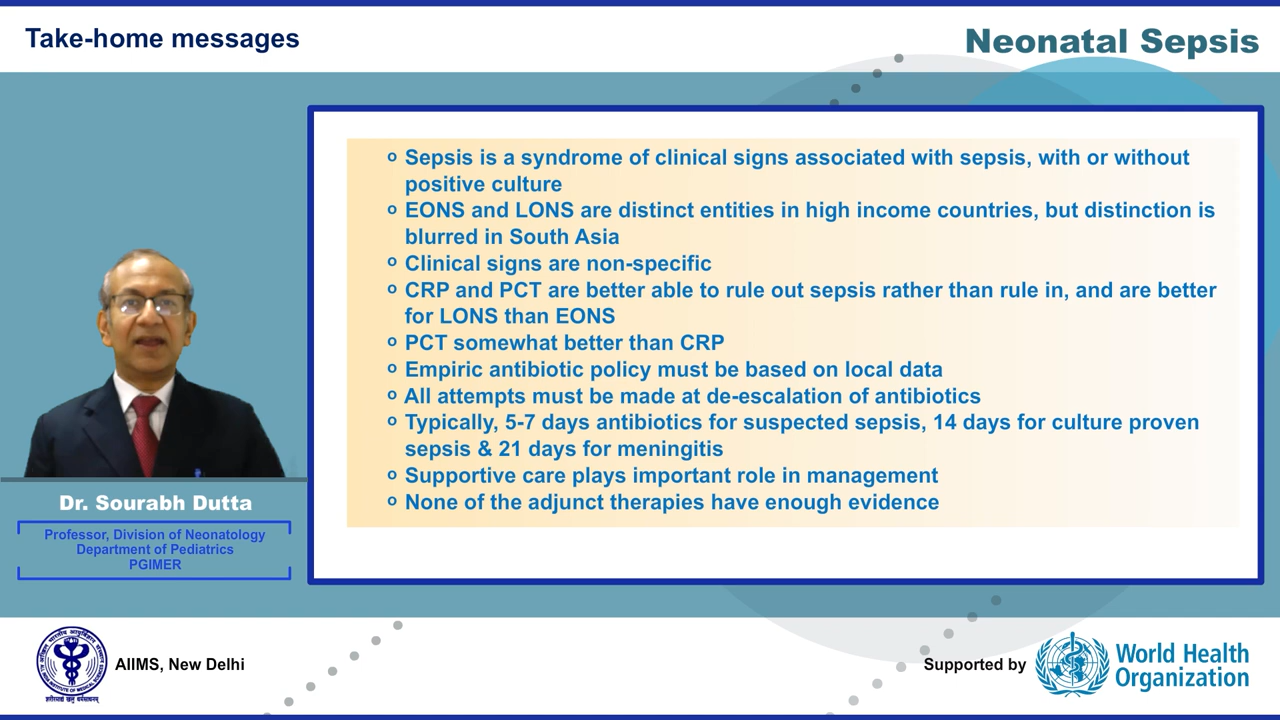 Take-home messages
Neonatal Sepsis
o Sepsis is a syndrome of clinical signs associated with sepsis, with or without
positive culture
o EONS and LONS are distinct entities in high income countries, but distinction is
blurred in South Asia
o Clinical signs are non-specific
o CRP and PCT are better able to rule out sepsis rather than rule in, and are better
for LONS than EONS
o PCT somewhat better than CRP
o Empiric antibiotic policy must be based on local data
o All attempts must be made at de-escalation of antibiotics
o Typically, 5-7 days antibiotics for suspected sepsis, 14 days for culture proven
sepsis & 21 days for meningitis
o Supportive care plays important role in management
o None of the adjunct therapies have enough evidence
Dr. Sourabh Dutta
Professor, Division of Neonatology
Department of Pediatrics
PGIMER
AIIMS, New Delhi
Supported by
World Health
Organization